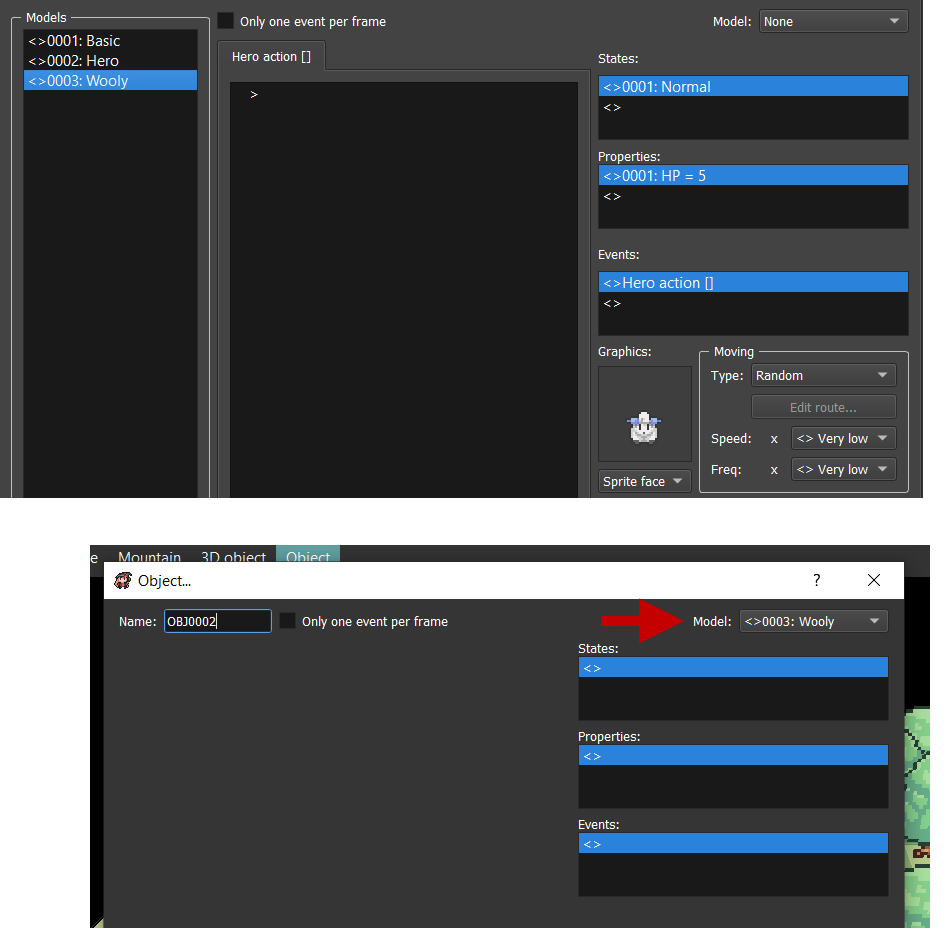 Models
<>0001: Basic
<>0002: Hero
<>0003: Wooly
Only one event per frame
Hero action []
>
Model: None
States:
<>0001: Normal
<>
Properties:
<>0001: HP = 5
<>
Events:
<>Hero action []
<>
Graphics:
Sprite face
Moving
Type: Random
Edit route...
Speed: x <> Very low
Freq: x <> Very low
e Mountain 3D object Object
Object... ?
Name: OBJ0002 Only one event per frame
Model: <>0003: Wooly
States:
<>
Properties:
<>
Events:
<>